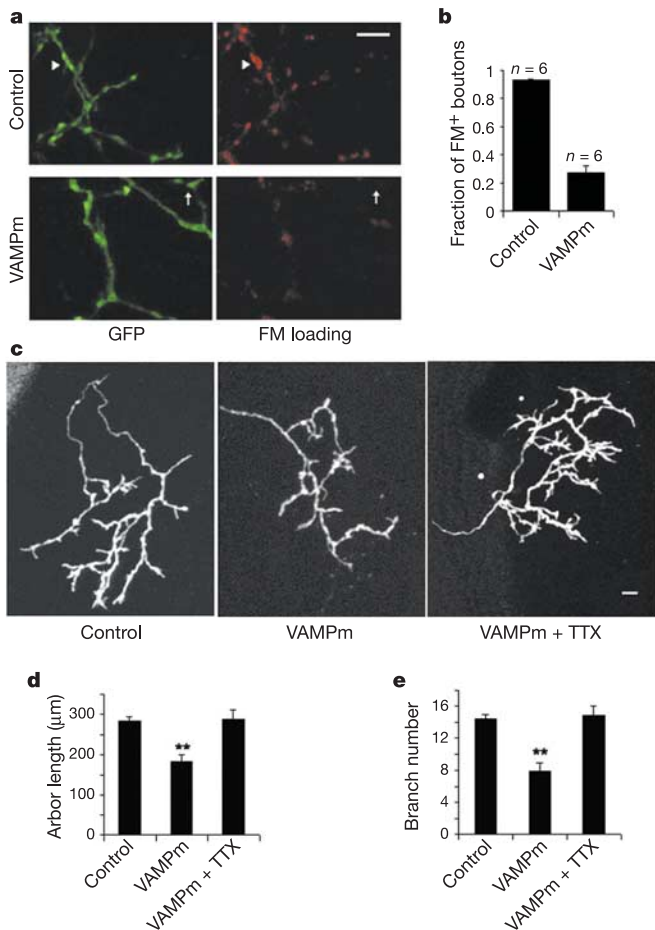 a
Control
VAMPm
GFP
FM loading
b
Fraction of FM+ boutons
1
0.8
0.6
0.4
0.2
0
n = 6
n = 6
Control
VAMPm
c
Control
VAMPm
VAMPm + TTX
d
Arbor length (μm)
300
200
100
0
**
Control
VAMPm
VAMPm + TTX
e
Branch number
16
12
8
4
0
**
Control
VAMPm
VAMPm + TTX